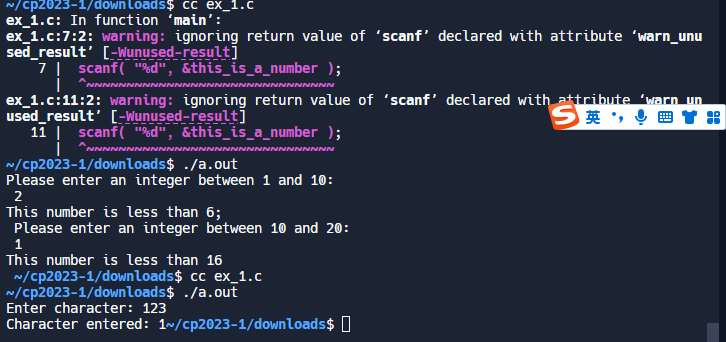 ~/cp2023-1/downloads$ cc ex_1.c
ex_1.c: In function ‘main’:
ex_1.c:7:2: warning: ignoring return value of ‘scanf’ declared with attribute ‘warn_unu
sed_result’ [-Wunused-result]
7 | scanf( "%d", &this_is_a_number );
| ^~~~~~~~~~~~~~~~~~~~~~~~~~~~~~~~
ex_1.c:11:2: warning: ignoring return value of ‘scanf’ declared with attribute ‘warn_un
used_result’ [-Wunused-result]
S 英
11 | scanf( "%d", &this_is_a_number );
| ^~~~~~~~~~~~~~~~~~~~~~~~~~~~~~~~
~/cp2023-1/downloads$ ./a.out
Please enter an integer between 1 and 10:
2
This number is less than 6;
Please enter an integer between 10 and 20:
1
This number is less than 16
~/cp2023-1/downloads$ cc ex_1.c
~/cp2023-1/downloads$ ./a.out
Enter character: 123
Character entered: 1~/cp2023-1/downloads$